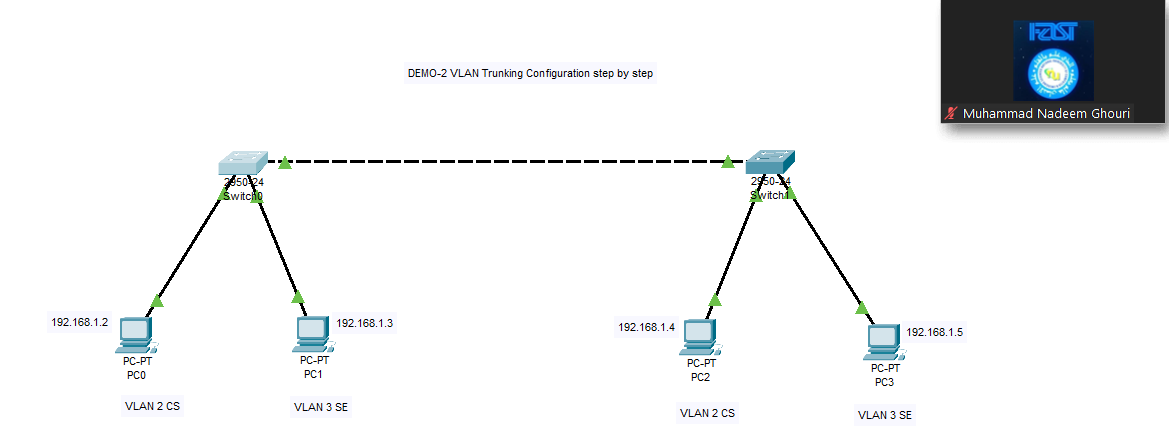 FAST
Muhammad Nadeem Ghouri
DEMO-2 VLAN Trunking Configuration step by step
2950-24
Switch0
2950-24
Switch1
192.168.1.2
PC-PT
PC0
VLAN 2 CS
192.168.1.3
PC-PT
PC1
VLAN 3 SE
192.168.1.4
PC-PT
PC2
VLAN 2 CS
192.168.1.5
PC-PT
PC3
VLAN 3 SE